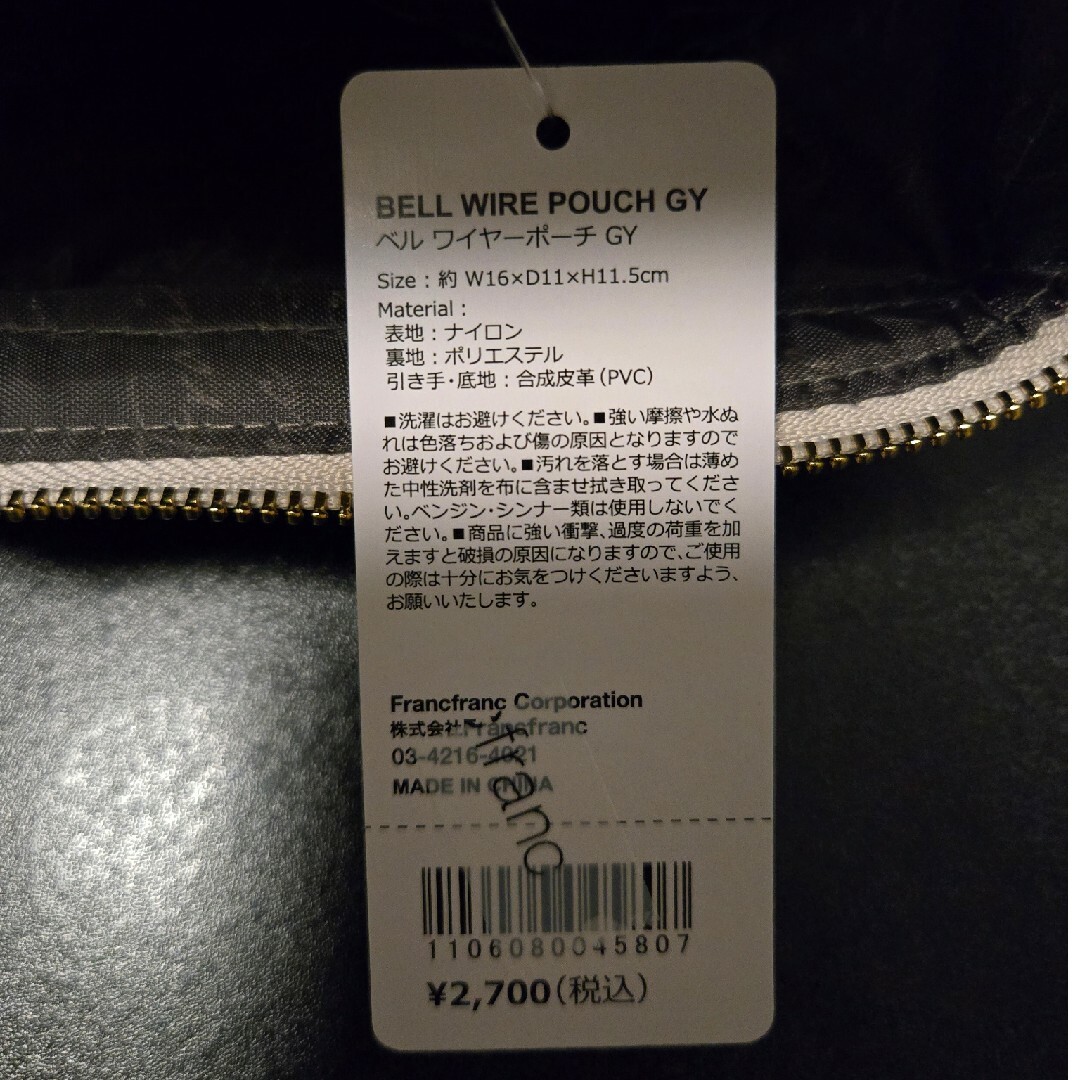 BELL WIRE POUCH GY
ベル ワイヤーポーチ GY
Size : 約 W16×D11×H11.5cm
Material :
表地 : ナイロン
裏地 : ポリエステル
引き手・底地 : 合成皮革 (PVC)
■洗濯はお避けください。■強い摩擦や水ぬ
れは色落ちおよび傷の原因となりますので
お避けください。■汚れを落とす場合は薄め
た中性洗剤を布に含ませ拭き取ってくださ
い。ベンジン・シンナー類は使用しないでく
ださい。■商品に強い衝撃、過度の荷重を加
えますと破損の原因になりますので、ご使用
の際は十分にお気をつけくださいますよう、
お願いいたします。
Francfranc Corporation
株式会社Francfranc
03-4216-4021
MADE IN CHINA
franc
1106080045807
¥2,700(税込)